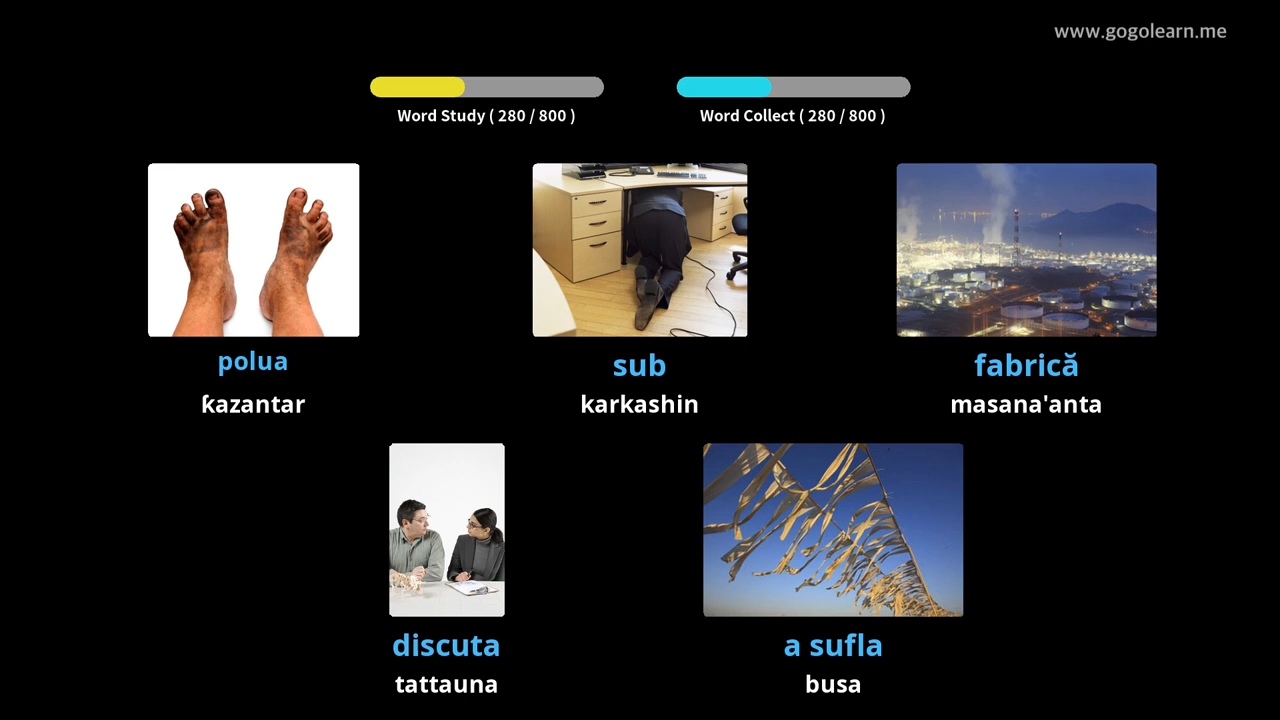 www.gogolearn.me
Word Study ( 280 / 800 )
Word Collect ( 280 / 800 )
polua
ƙazantar
sub
karkashin
fabrică
masana'anta
discuta
tattauna
a sufla
busa